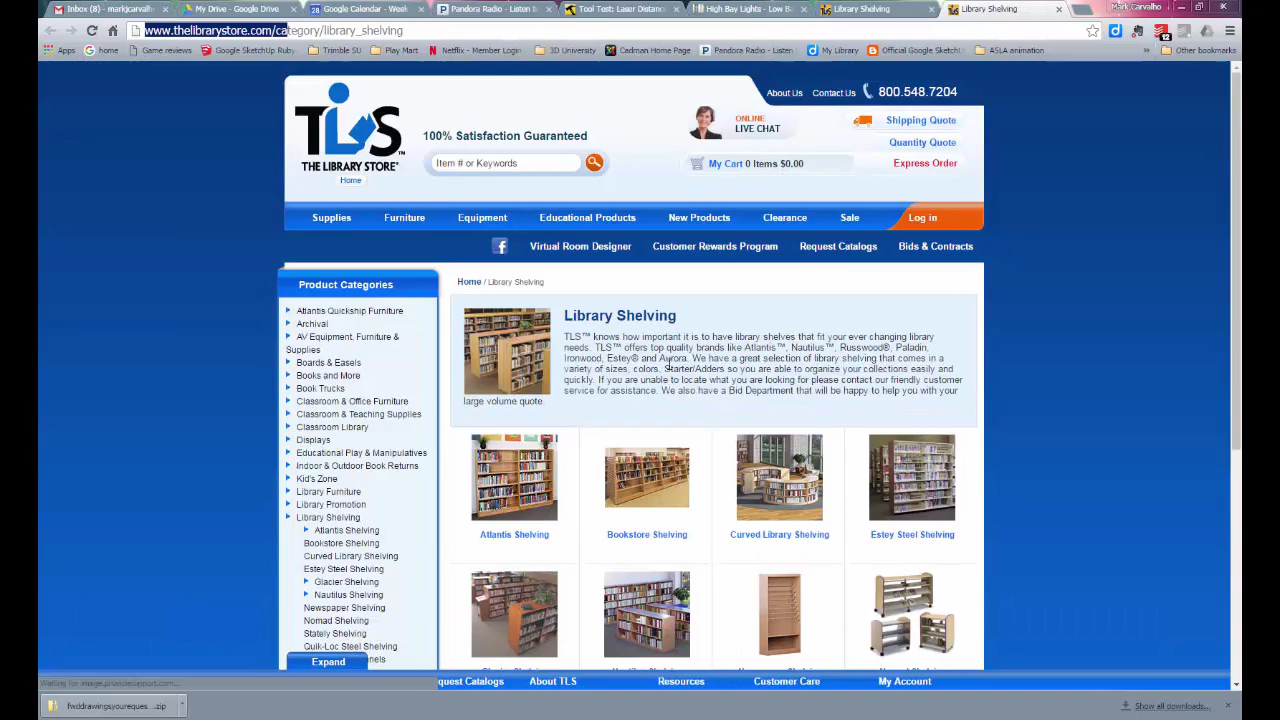 Inbox (8) - markjcarvalho
My Drive - Google Drive
Google Calendar - Week
Pandora Radio - Listen
Tool Test: Laser Distanc
High Bay Lights - Low Ba
Library Shelving
Library Shelving
Mark Carvalho
www.thelibrarystore.com/category/library_shelving
12
Apps
home
Game reviews
Google SketchUp Ruby
Trimble SU
Play Mart
Netflix - Member Login
3D University
Cadman Home Page
Pandora Radio - Listen
My Library
Official Google SketchU
ASLA animation
»
Other bookmarks
About Us
Contact Us
800.548.7204
TLS™
THE LIBRARY STORE®
Home
100% Satisfaction Guaranteed
Item # or Keywords
ONLINE
LIVE CHAT
Shipping Quote
Quantity Quote
My Cart 0 Items $0.00
Express Order
Supplies
Furniture
Equipment
Educational Products
New Products
Clearance
Sale
Log in
Virtual Room Designer
Customer Rewards Program
Request Catalogs
Bids & Contracts
Product Categories
Atlantis Quickship Furniture
Archival
AV Equipment, Furniture &
Supplies
Boards & Easels
Books and More
Book Trucks
Classroom & Office Furniture
Classroom & Teaching Supplies
Classroom Library
Displays
Educational Play & Manipulatives
Indoor & Outdoor Book Returns
Kid's Zone
Library Furniture
Library Promotion
Library Shelving
Atlantis Shelving
Bookstore Shelving
Curved Library Shelving
Estey Steel Shelving
Glacier Shelving
Nautilus Shelving
Newspaper Shelving
Nomad Shelving
Stately Shelving
Quik-Loc Steel Shelving
nels
Expand
Home / Library Shelving
Library Shelving
TLS™ knows how important it is to have library shelves that fit your ever changing library
needs. TLS™ offers top quality brands like Atlantis™, Nautilus™, Russwood®, Paladin,
Ironwood, Estey® and Aurora. We have a great selection of library shelving that comes in a
variety of sizes, colors, Starter/Adders so you are able to organize your collections easily and
quickly. If you are unable to locate what you are looking for please contact our friendly customer
service for assistance. We also have a Bid Department that will be happy to help you with your
large volume quote.
Atlantis Shelving
Bookstore Shelving
Curved Library Shelving
Estey Steel Shelving
quest Catalogs
About TLS
Resources
Customer Care
My Account
fxddrawingsyoureques....zip
Show all downloads...